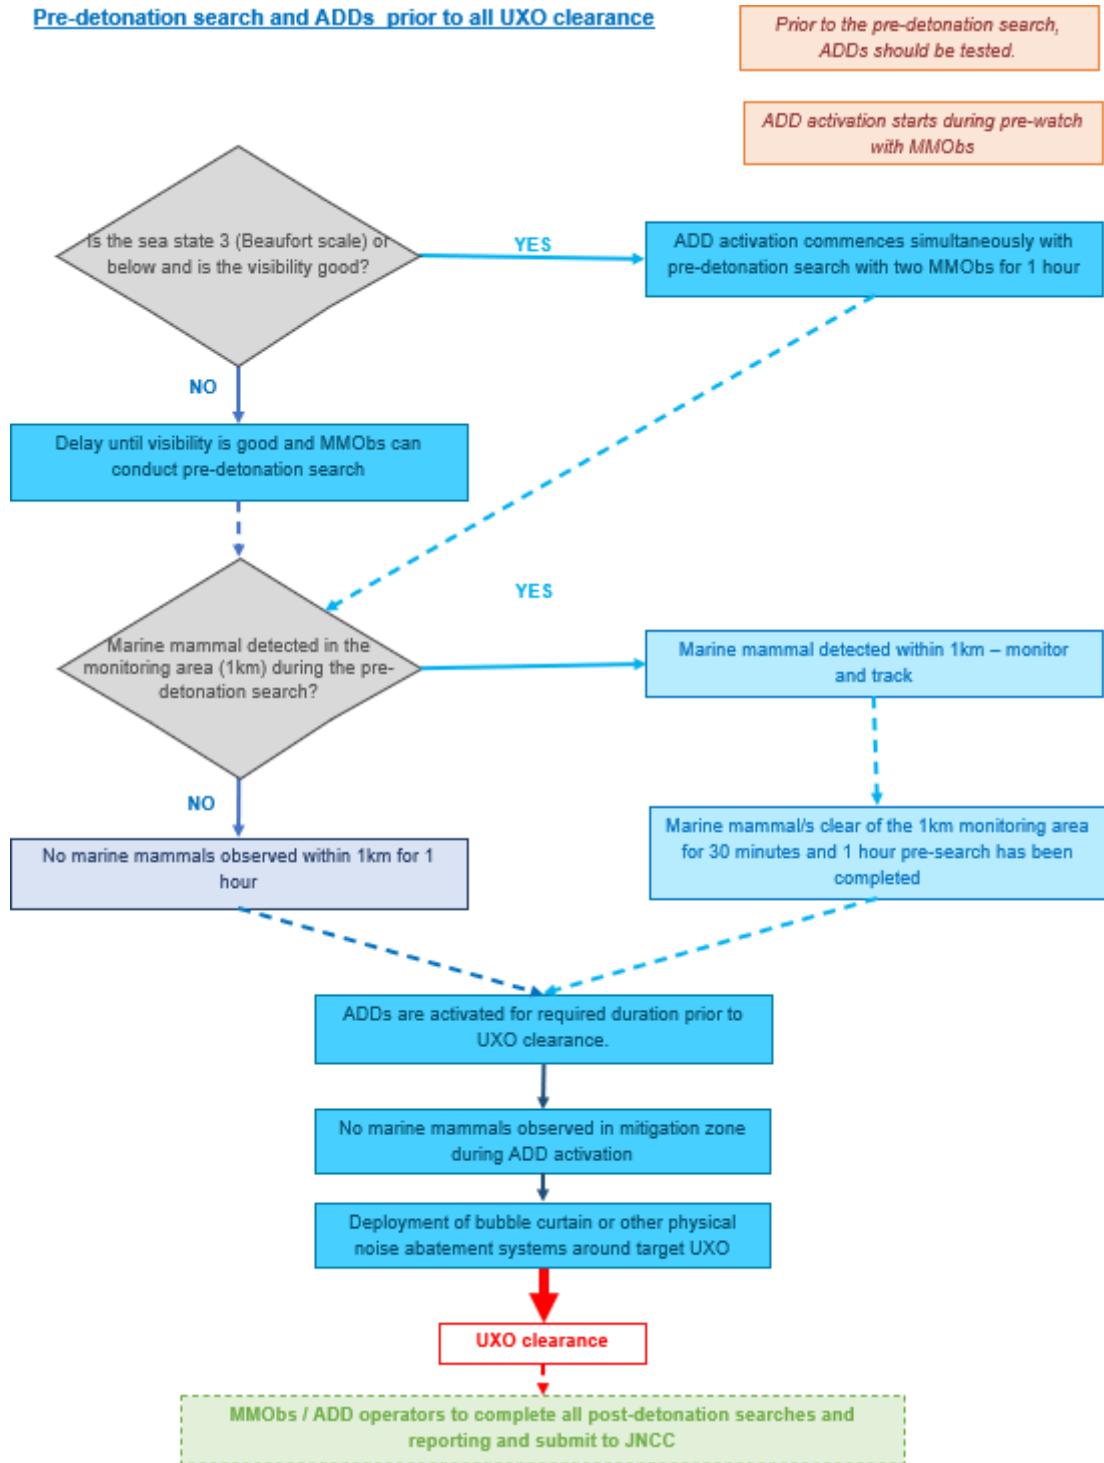 Pre-detonation search and ADDs prior to all UXO clearance
Prior to the pre-detonation search,
ADDs should be tested.
ADD activation starts during pre-watch
with MMObs
Is the sea state 3 (Beaufort scale) or
below and is the visibility good?
YES
ADD activation commences simultaneously with
pre-detonation search with two MMObs for 1 hour
NO
Delay until visibility is good and MMObs can
conduct pre-detonation search
Marine mammal detected in the
monitoring area (1km) during the pre-
detonation search?
YES
Marine mammal detected within 1km – monitor
and track
NO
No marine mammals observed within 1km for 1
hour
Marine mammal/s clear of the 1km monitoring area
for 30 minutes and 1 hour pre-search has been
completed
ADDs are activated for required duration prior to
UXO clearance.
No marine mammals observed in mitigation zone
during ADD activation
Deployment of bubble curtain or other physical
noise abatement systems around target UXO
UXO clearance
MMObs / ADD operators to complete all post-detonation searches and
reporting and submit to JNCC